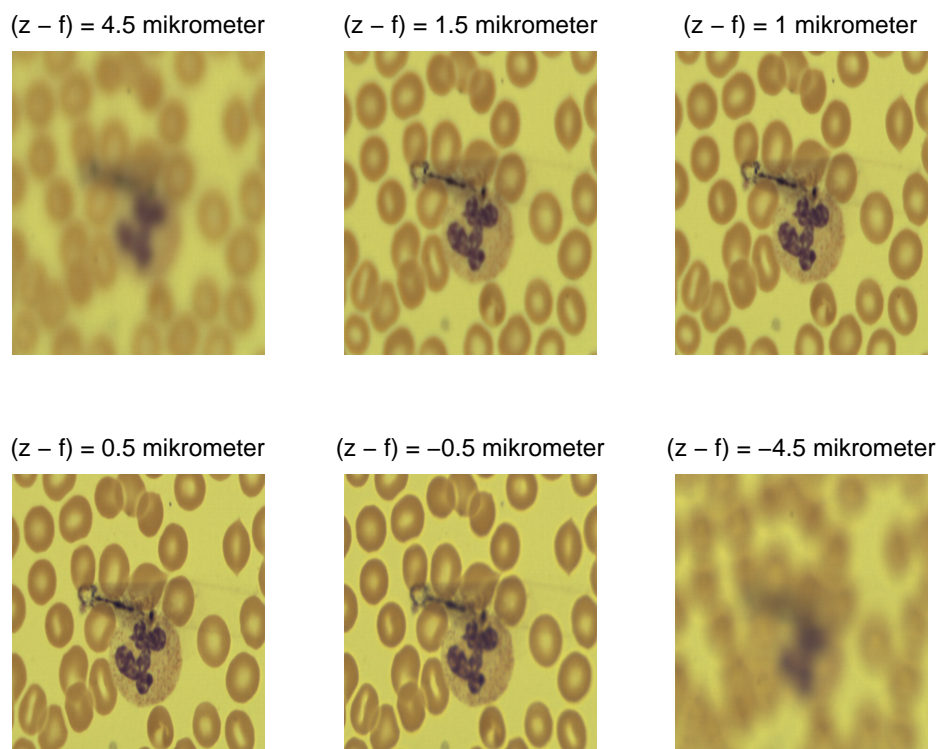 (z – f) = 4.5 mikrometer
(z – f) = 1.5 mikrometer
(z – f) = 1 mikrometer
(z – f) = 0.5 mikrometer
(z – f) = –0.5 mikrometer
(z – f) = –4.5 mikrometer